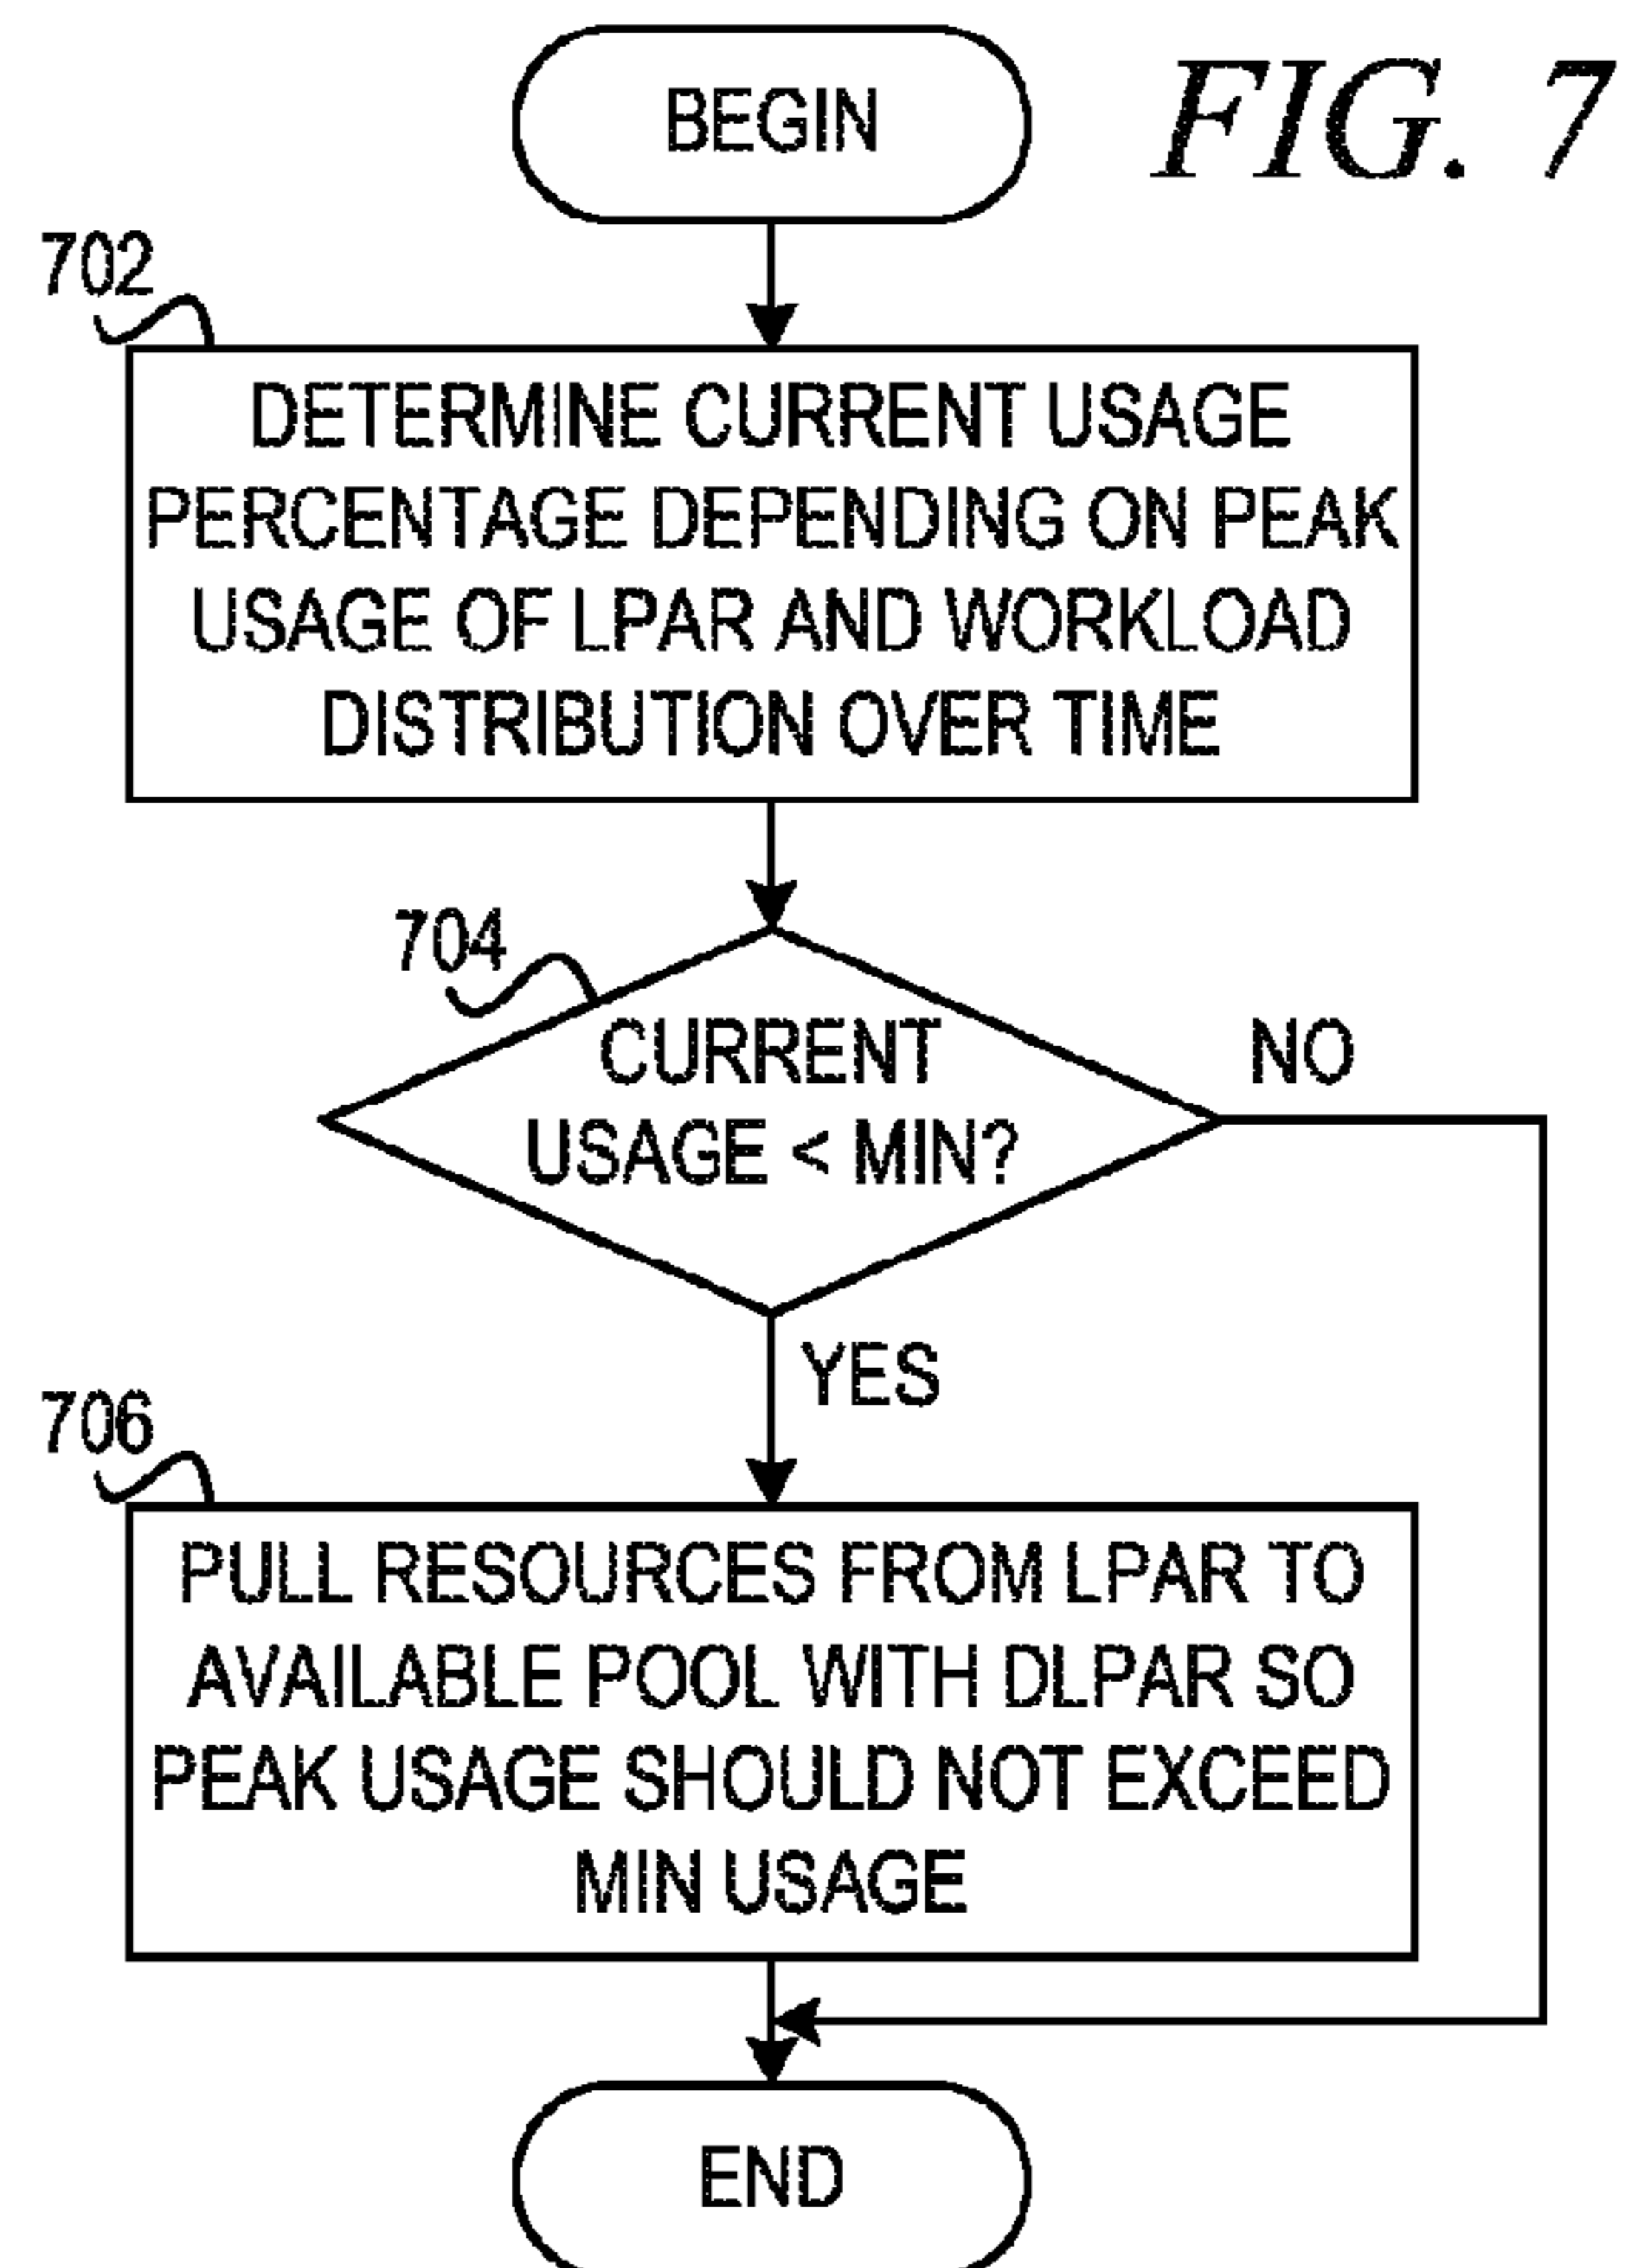 BEGIN
FIG. 7
702
DETERMINE CURRENT USAGE
PERCENTAGE DEPENDING ON PEAK
USAGE OF LPAR AND WORKLOAD
DISTRIBUTION OVER TIME
704
CURRENT
USAGE < MIN?
NO
YES
706
PULL RESOURCES FROM LPAR TO
AVAILABLE POOL WITH DLPAR SO
PEAK USAGE SHOULD NOT EXCEED
MIN USAGE
END